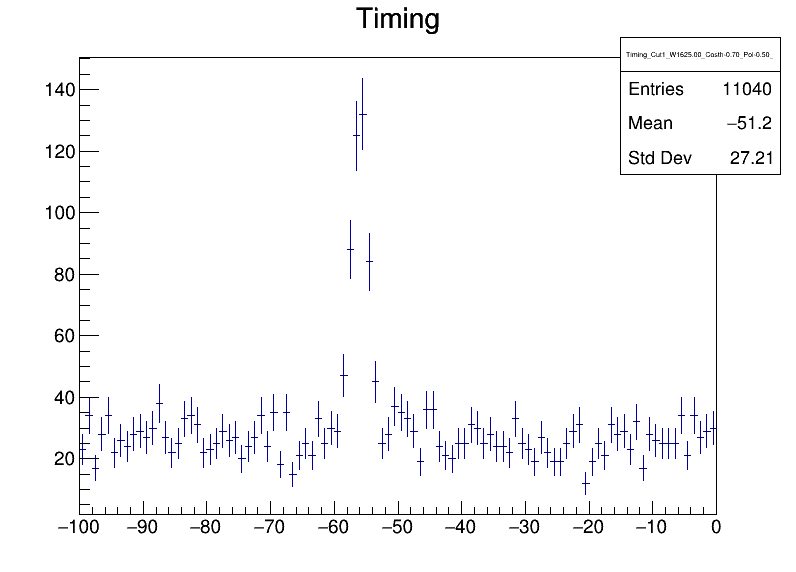 Timing
Timing_Cut1_W1625.00_Costh-0.70_Pol-0.50_
Entries 11040
Mean −51.2
Std Dev 27.21
140
120
100
80
60
40
20
−100 −90 −80 −70 −60 −50 −40 −30 −20 −10 0